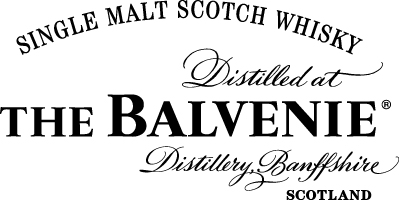 SINGLE MALT SCOTCH WHISKY
Distilled at
THE BALVENIE®
Distillery, Banffshire
SCOTLAND